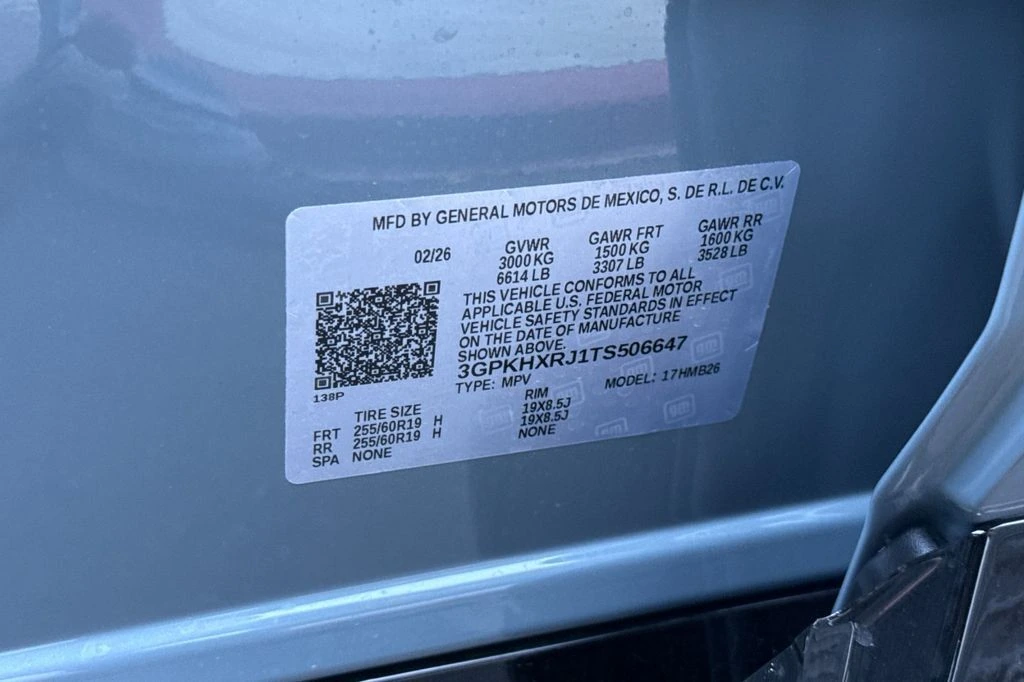 MFD BY GENERAL MOTORS DE MEXICO, S. DE R.L. DE C.V.
02/26 GVWR GAWR FRT GAWR RR
3000 KG 1500 KG 1600 KG
6614 LB 3307 LB 3528 LB
THIS VEHICLE CONFORMS TO ALL
APPLICABLE U.S. FEDERAL MOTOR
VEHICLE SAFETY STANDARDS IN EFFECT
ON THE DATE OF MANUFACTURE
SHOWN ABOVE.
3GPKHXRJ1TS506647
138P TYPE: MPV MODEL: 17HMB26
TIRE SIZE RIM
FRT 255/60R19 H 19X8.5J
RR 255/60R19 H 19X8.5J
SPA NONE NONE